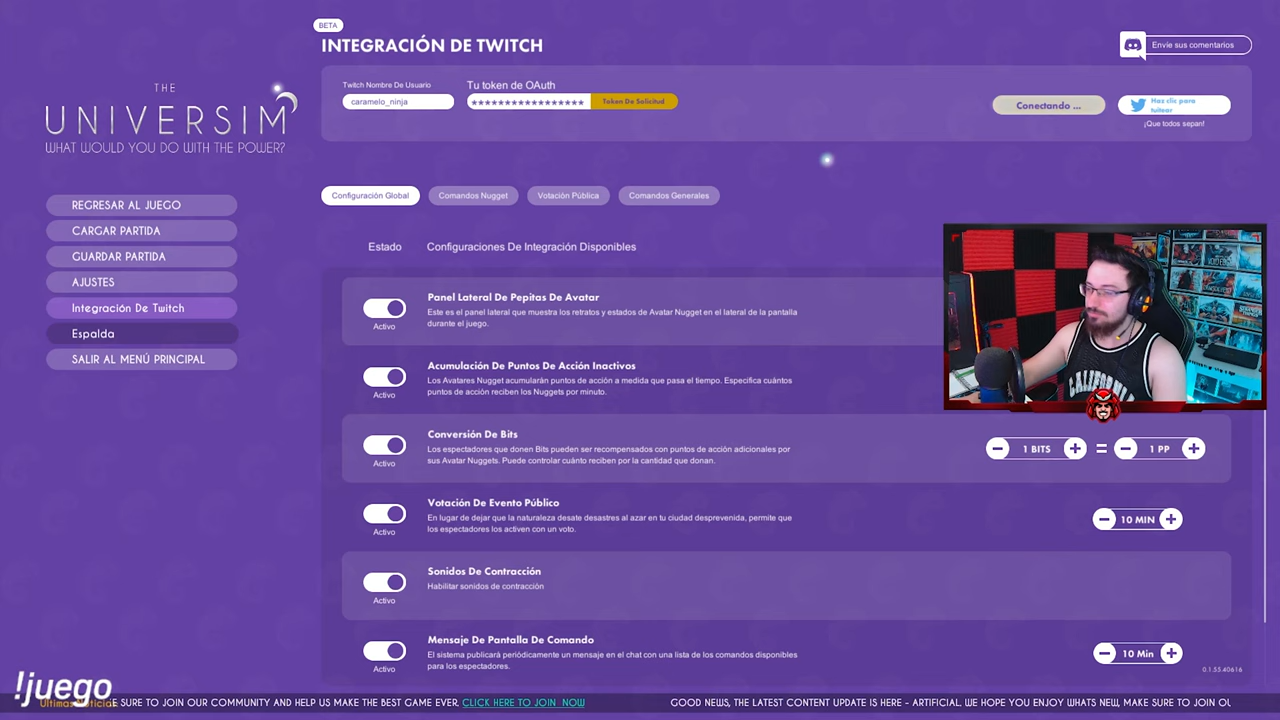 BETA
INTEGRACIÓN DE TWITCH
Envíe sus comentarios
THE
UNIVERSIM
WHAT WOULD YOU DO WITH THE POWER?
Twitch Nombre De Usuario
Tu token de OAuth
caramelo_ninja
*****************
Token De Solicitud
Conectando ...
Haz clic para
tuitear
¡Que todos sepan!
REGRESAR AL JUEGO
CARGAR PARTIDA
GUARDAR PARTIDA
AJUSTES
Integración De Twitch
Espalda
SALIR AL MENÚ PRINCIPAL
Configuración Global
Comandos Nugget
Votación Pública
Comandos Generales
Estado
Configuraciones De Integración Disponibles
Panel Lateral De Pepitas De Avatar
Este es el panel lateral que muestra los retratos y estados de Avatar Nugget en el lateral de la pantalla
durante el juego.
Activo
Acumulación De Puntos De Acción Inactivos
Los Avatares Nugget acumularán puntos de acción a medida que pasa el tiempo. Especifica cuántos
puntos de acción reciben los Nuggets por minuto.
Activo
Conversión De Bits
Los espectadores que donen Bits pueden ser recompensados con puntos de acción adicionales por
sus Avatar Nuggets. Puede controlar cuánto reciben por la cantidad que donan.
Activo
1 BITS
=
1 PP
Votación De Evento Público
En lugar de dejar que la naturaleza desate desastres al azar en tu ciudad desprevenida, permite que
los espectadores los activen con un voto.
Activo
10 MIN
Sonidos De Contracción
Habilitar sonidos de contracción
Activo
Mensaje De Pantalla De Comando
El sistema publicará periódicamente un mensaje en el chat con una lista de los comandos disponibles
para los espectadores.
Activo
10 Min
0.1.55.40616
CALIFORNIA
!juego
Últimas Noticias
E SURE TO JOIN OUR COMMUNITY AND HELP US MAKE THE BEST GAME EVER. CLICK HERE TO JOIN NOW
GOOD NEWS, THE LATEST CONTENT UPDATE IS HERE - ARTIFICIAL. WE HOPE YOU ENJOY WHATS NEW, MAKE SURE TO JOIN OU